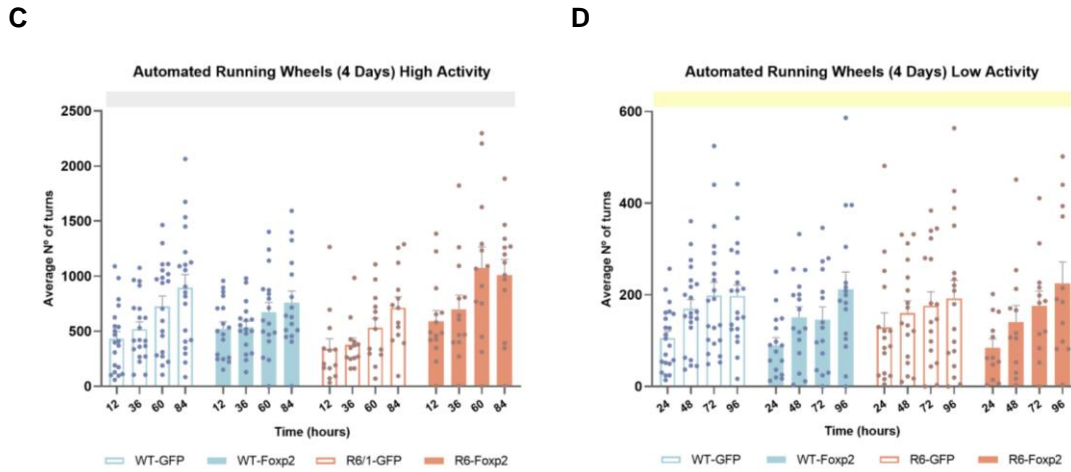 C
D
Automated Running Wheels (4 Days) High Activity
2500
2000
1500
1000
500
0
Average Nº of turns
12 36 60 84 12 36 60 84 12 36 60 84 12 36 60 84
Time (hours)
WT-GFP WT-Foxp2 R6/1-GFP R6-Foxp2
Automated Running Wheels (4 Days) Low Activity
600
400
200
0
Average Nº of turns
24 48 72 96 24 48 72 96 24 48 72 96 24 48 72 96
Time (hours)
WT-GFP WT-Foxp2 R6-GFP R6-Foxp2